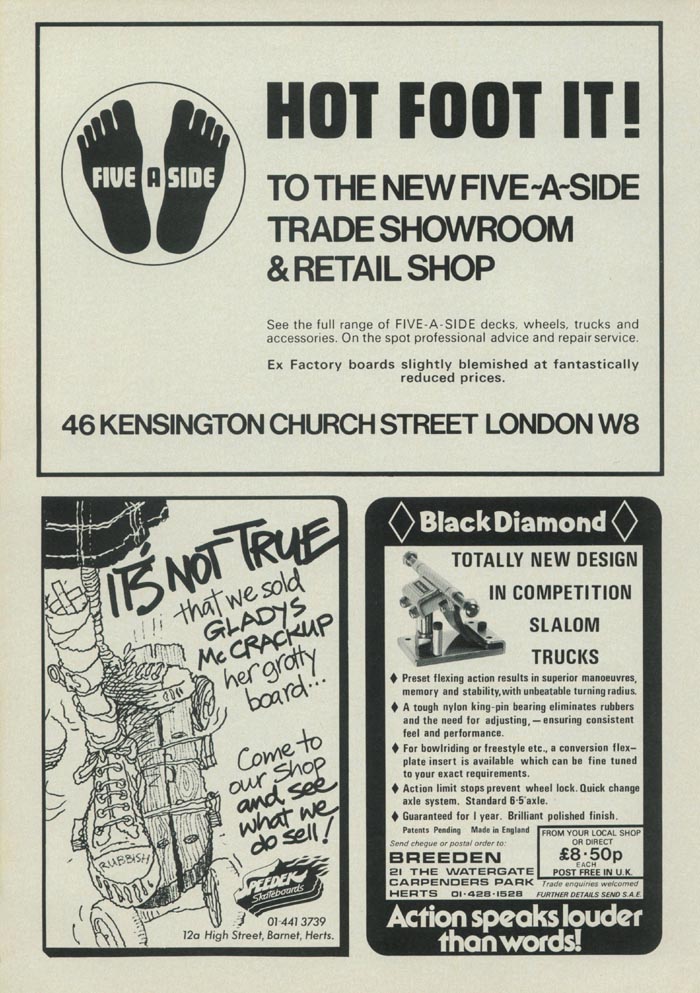 FIVE A SIDE
HOT FOOT IT!
TO THE NEW FIVE-A-SIDE
TRADE SHOWROOM
& RETAIL SHOP
See the full range of FIVE-A-SIDE decks, wheels, trucks and
accessories. On the spot professional advice and repair service.
Ex Factory boards slightly blemished at fantastically
reduced prices.
46 KENSINGTON CHURCH STREET LONDON W8
IT'S NOT TRUE
that we sold
GLADYS
McCRACKUP
her grotty
board...
Come to
our shop
and see
what we
do sell!
RUBBISH
SPEEDEK
Skateboards
01·441 3739
12a High Street, Barnet, Herts.
Black Diamond
TOTALLY NEW DESIGN
IN COMPETITION
SLALOM
TRUCKS
♦ Preset flexing action results in superior manoeuvres,
memory and stability, with unbeatable turning radius.
♦ A tough nylon king-pin bearing eliminates rubbers
and the need for adjusting, — ensuring consistent
feel and performance.
♦ For bowlriding or freestyle etc., a conversion flex-
plate insert is available which can be fine tuned
to your exact requirements.
♦ Action limit stops prevent wheel lock. Quick change
axle system. Standard 6·5" axle.
♦ Guaranteed for 1 year. Brilliant polished finish.
Patents Pending Made in England
Send cheque or postal order to:
BREEDEN
21 THE WATERGATE
CARPENDERS PARK
HERTS 01·428·1528
FROM YOUR LOCAL SHOP
OR DIRECT
£8·50p
EACH
POST FREE IN U.K.
Trade enquiries welcomed
FURTHER DETAILS SEND S.A.E.
Action speaks louder
than words!